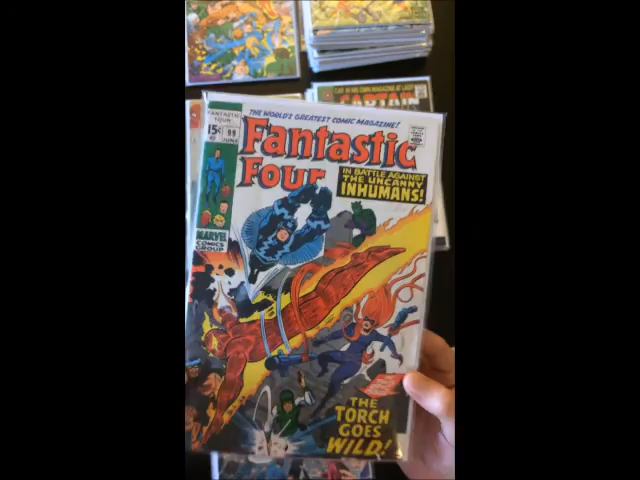 THE WORLD'S GREATEST COMIC MAGAZINE!
FANTASTIC
FOUR
15¢
99
JUNE
Fantastic
Four
IN BATTLE AGAINST
THE UNCANNY
INHUMANS!
MARVEL
COMICS
GROUP
THE
TORCH
GOES
WILD!
CAPTAIN